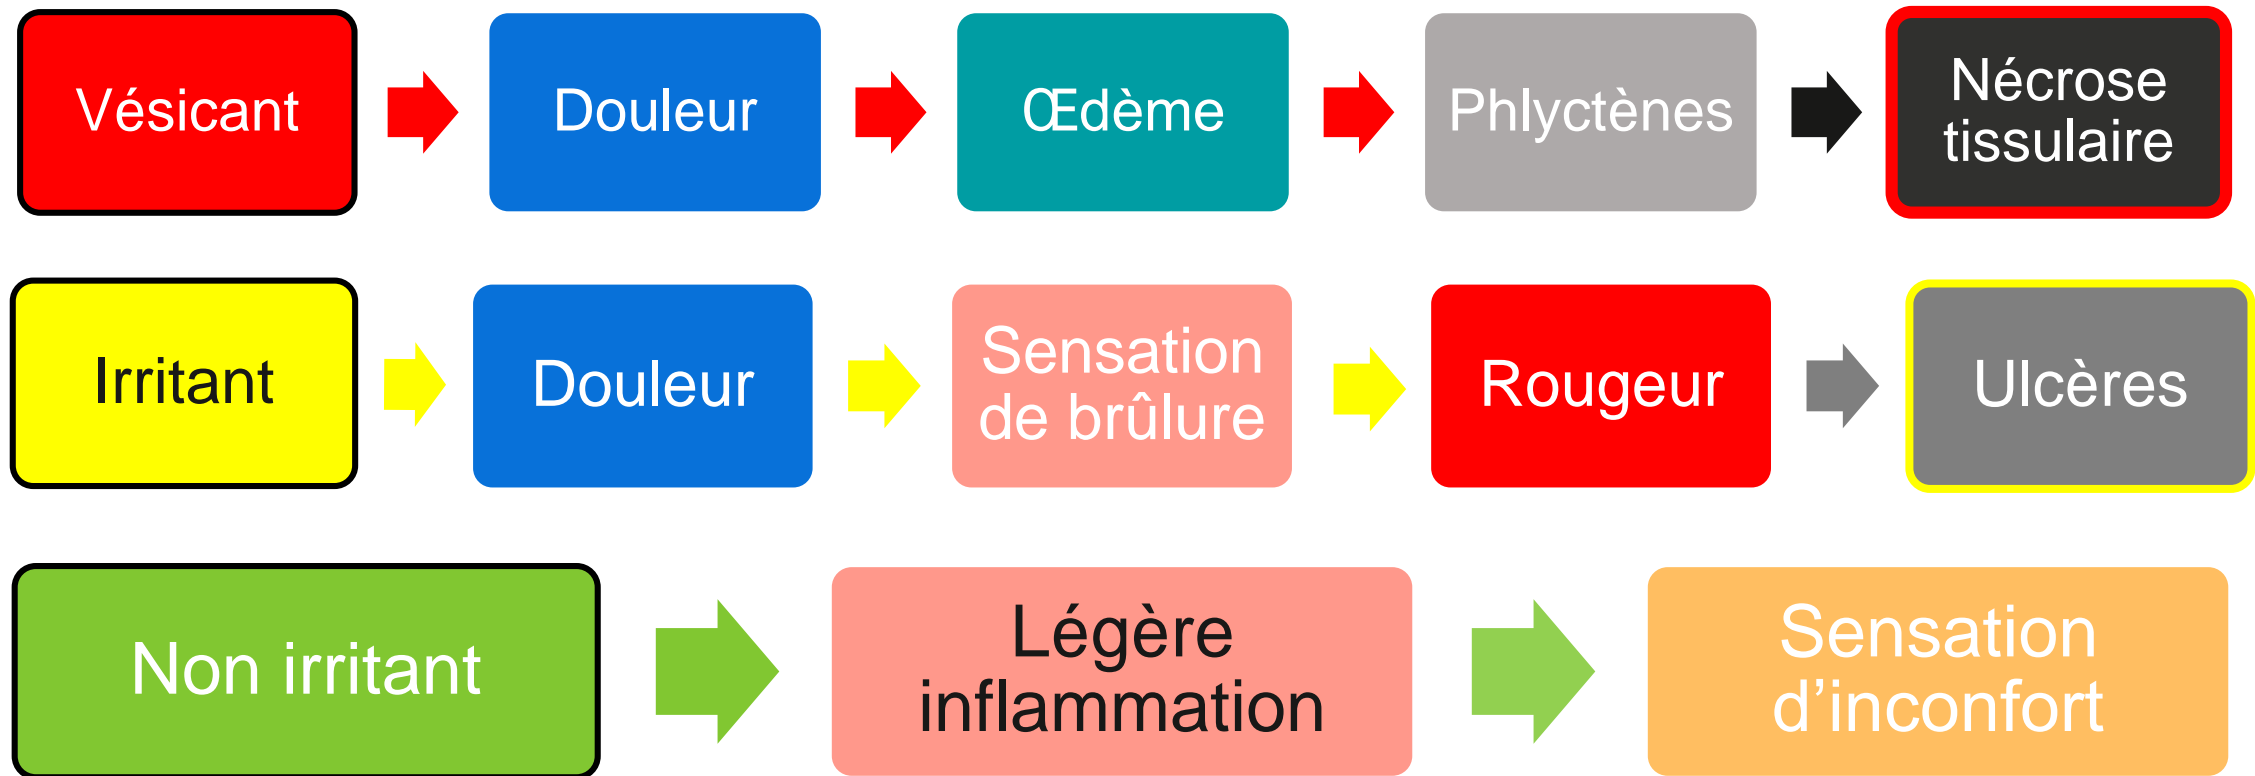 Vésicant
Douleur
Œdème
Phlyctènes
Nécrose
tissulaire
Irritant
Douleur
Sensation
de brûlure
Rougeur
Ulcères
Non irritant
Légère
inflammation
Sensation
d’inconfort